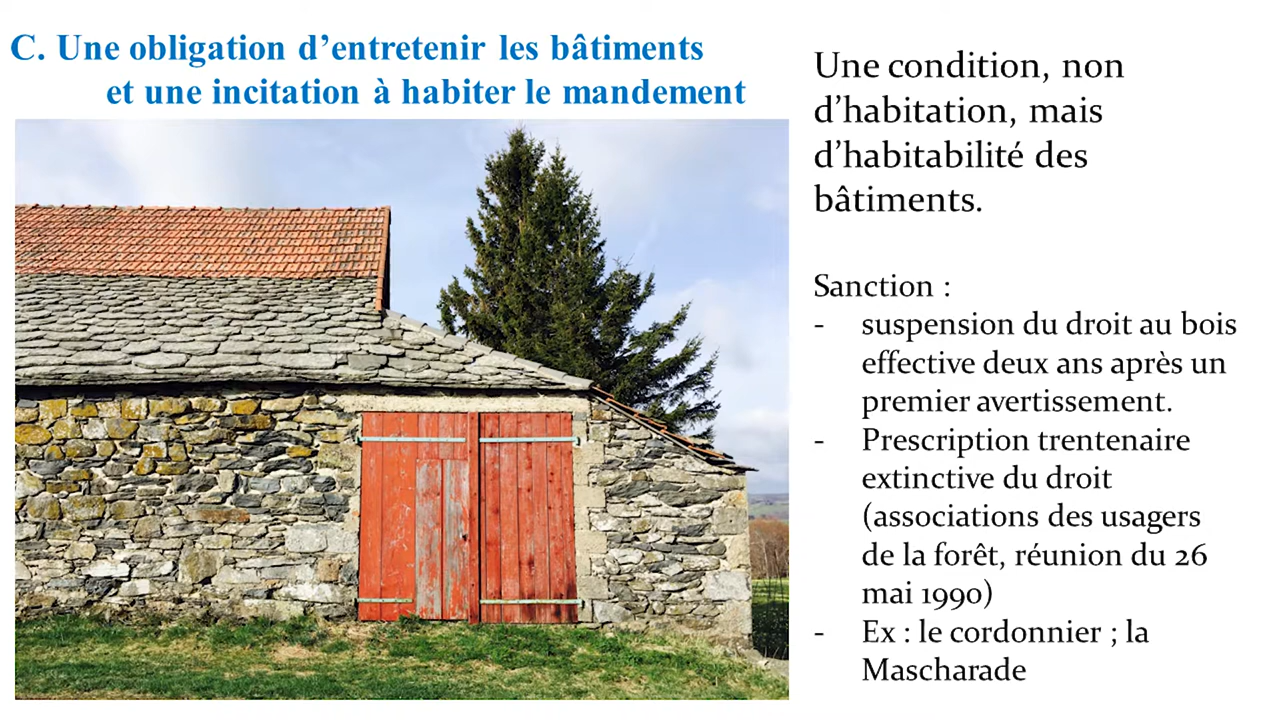 C. Une obligation d’entretenir les bâtiments
et une incitation à habiter le mandement
Une condition, non
d’habitation, mais
d’habitabilité des
bâtiments.
Sanction :
- suspension du droit au bois
effective deux ans après un
premier avertissement.
- Prescription trentenaire
extinctive du droit
(associations des usagers
de la forêt, réunion du 26
mai 1990)
- Ex : le cordonnier ; la
Mascharade